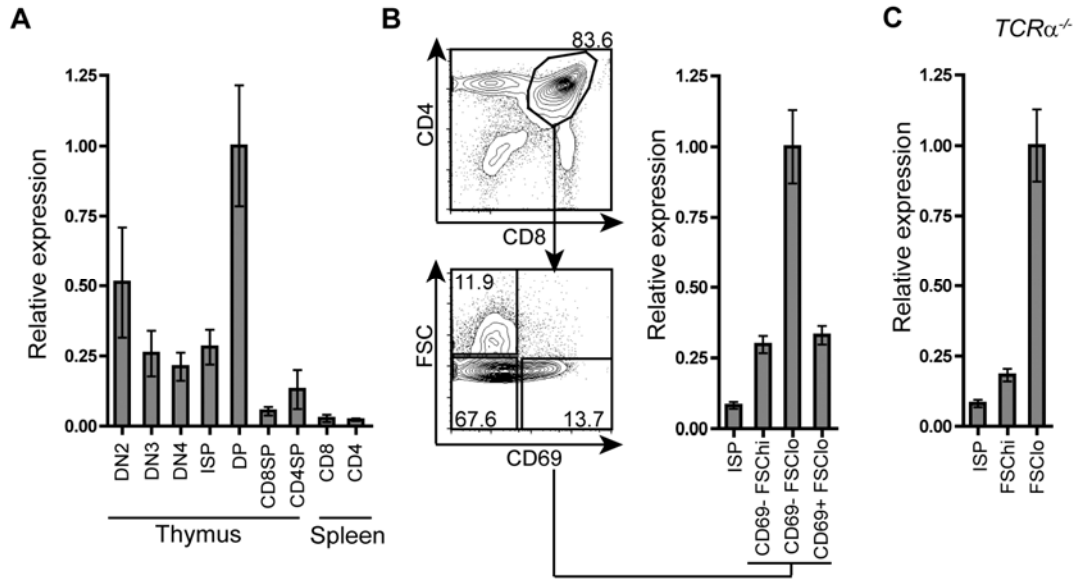 A
Relative expression
1.25
1.00
0.75
0.50
0.25
0.00
DN2
DN3
DN4
ISP
DP
CD8SP
CD4SP
CD8
CD4
Thymus
Spleen
B
83.6
CD4
CD8
11.9
FSC
67.6
13.7
CD69
Relative expression
1.25
1.00
0.75
0.50
0.25
0.00
ISP
CD69- FSChi
CD69- FSClo
CD69+ FSClo
C
TCRα-/-
Relative expression
1.25
1.00
0.75
0.50
0.25
0.00
ISP
FSChi
FSClo